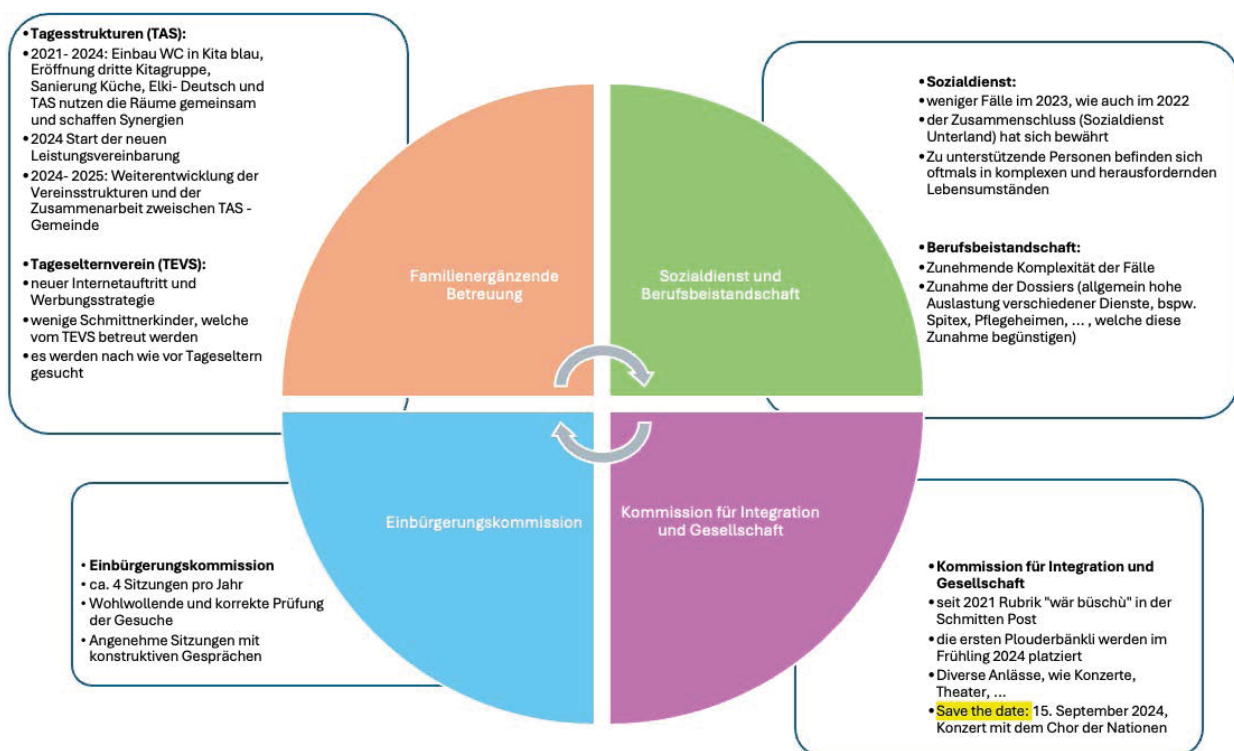 • Tagesstrukturen (TAS):
• 2021- 2024: Einbau WC in Kita blau,
Eröffnung dritte Kitagruppe,
Sanierung Küche, Elki- Deutsch und
TAS nutzen die Räume gemeinsam
und schaffen Synergien
• 2024 Start der neuen
Leistungsvereinbarung
• 2024- 2025: Weiterentwicklung der
Vereinsstrukturen und der
Zusammenarbeit zweischen TAS -
Gemeinde
• Tageselternverein (TEVS):
• neuer Internetauftritt und
Werbungsstrategie
• wenige Schmittnerkinder, welche
vom TEVS betreut werden
• es werden nach wie vor Tageseltern
gesucht
Familienergänzende
Betreuung
Sozialdienst und
Berufsbeistandschaft
• Sozialdienst:
• weniger Fälle im 2023, wie auch im 2022
• der Zusammenschluss (Sozialdienst
Unterland) hat sich bewährt
• Zu unterstützende Personen befinden sich
oftmals in komplexen und herausfordernden
Lebensumständen
• Berufsbeistandschaft:
• Zunehmende Komplexität der Fälle
• Zunahme der Dossiers (allgemein hohe
Auslastung verschiedener Dienste, bspw.
Spitex, Pflegeheimen, ... , welche diese
Zunahme begünstigen)
Einbürgerungskommission
Kommission für Integration
und Gesellschaft
• Einbürgerungskommission
• ca. 4 Sitzungen pro Jahr
• Wohlwollende und korrekte Prüfung
der Gesuche
• Angenehme Sitzungen mit
konstruktiven Gesprächen
• Kommission für Integration und
Gesellschaft
• seit 2021 Rubrik "wär büschù" in der
Schmitten Post
• die ersten Plouderbänkli werden im
Frühling 2024 platziert
• Diverse Anlässe, wie Konzerte,
Theater, ...
• Save the date: 15. September 2024,
Konzert mit dem Chor der Nationen